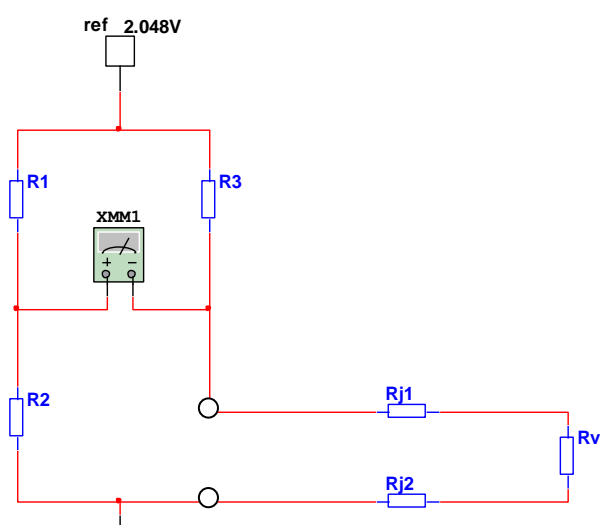 ref 2.048V
R1
R3
XMM1
+ −
R2
Rj1
Rv
Rj2